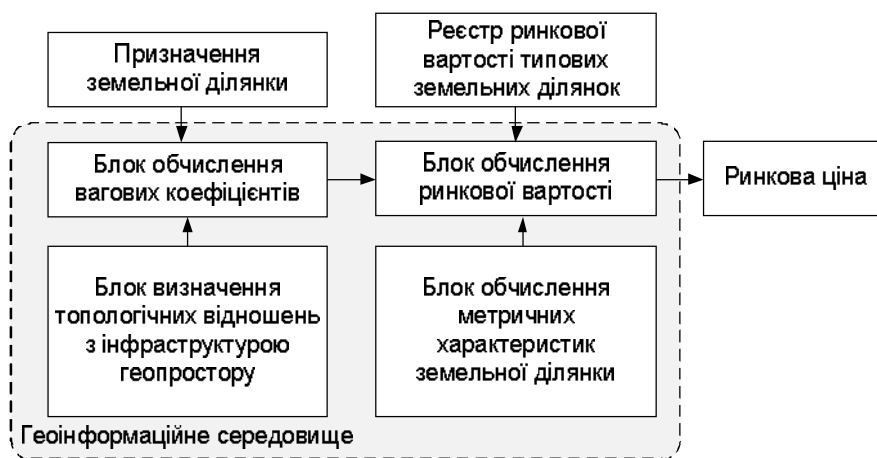 Призначення
земельної ділянки
Реєстр ринкової
вартості типових
земельних ділянок
Блок обчислення
вагових коефіцієнтів
Блок обчислення
ринкової вартості
Ринкова ціна
Блок визначення
топологічних відношень
з інфраструктурою
геопростору
Блок обчислення
метричних
характеристик
земельної ділянки
Геоінформаційне середовище